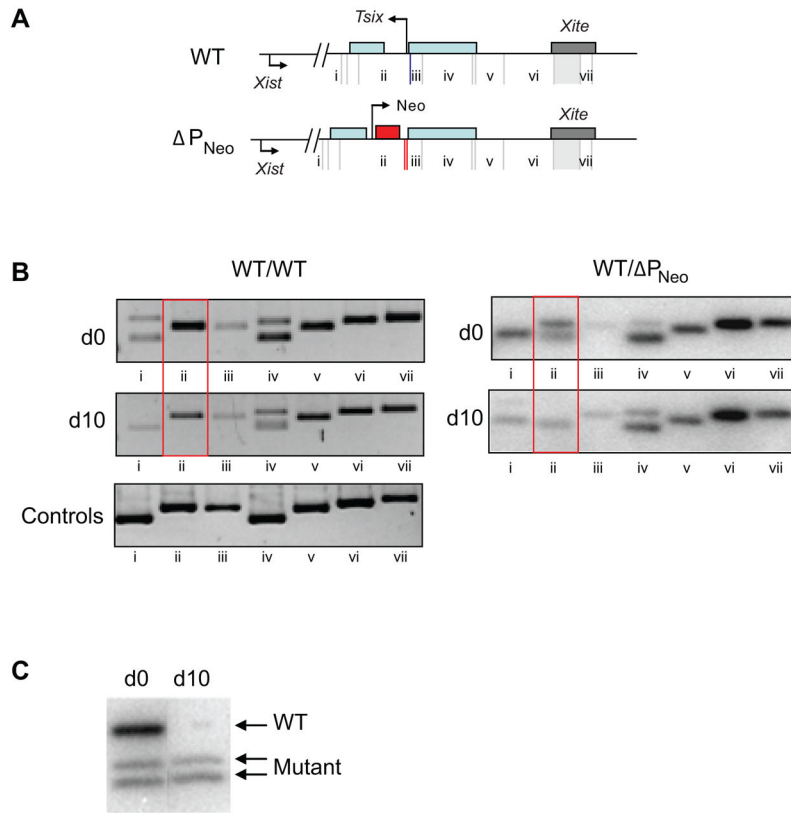 A
Tsix
Xite
WT
i ii iii iv v vi vii
Xist
Neo
Δ P Neo
i ii iii iv v vi vii
Xist
B
WT/WT
WT/ΔPNeo
d0
i ii iii iv v vi vii
d0
i ii iii iv v vi vii
d10
i ii iii iv v vi vii
d10
i ii iii iv v vi vii
Controls
i ii iii iv v vi vii
C
d0 d10
WT
Mutant